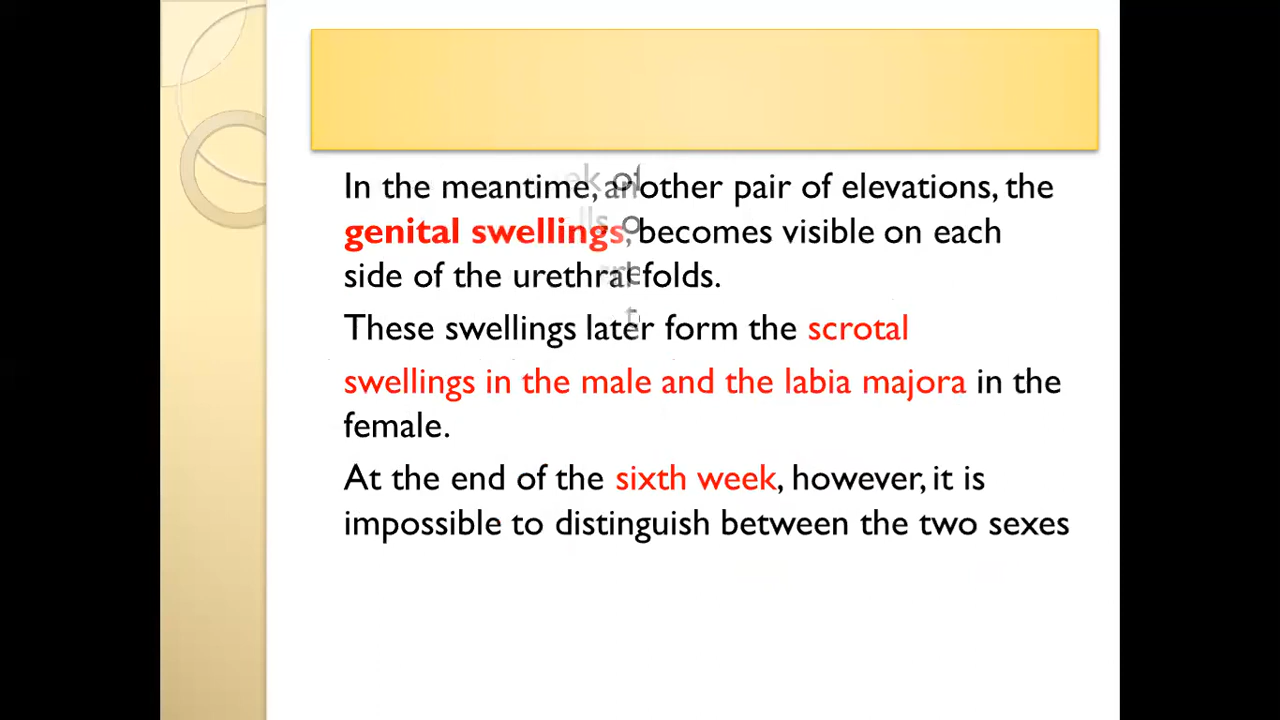 In the meantime, another pair of elevations, the
genital swellings, becomes visible on each
side of the urethral folds.
These swellings later form the scrotal
swellings in the male and the labia majora in the
female.
At the end of the sixth week, however, it is
impossible to distinguish between the two sexes